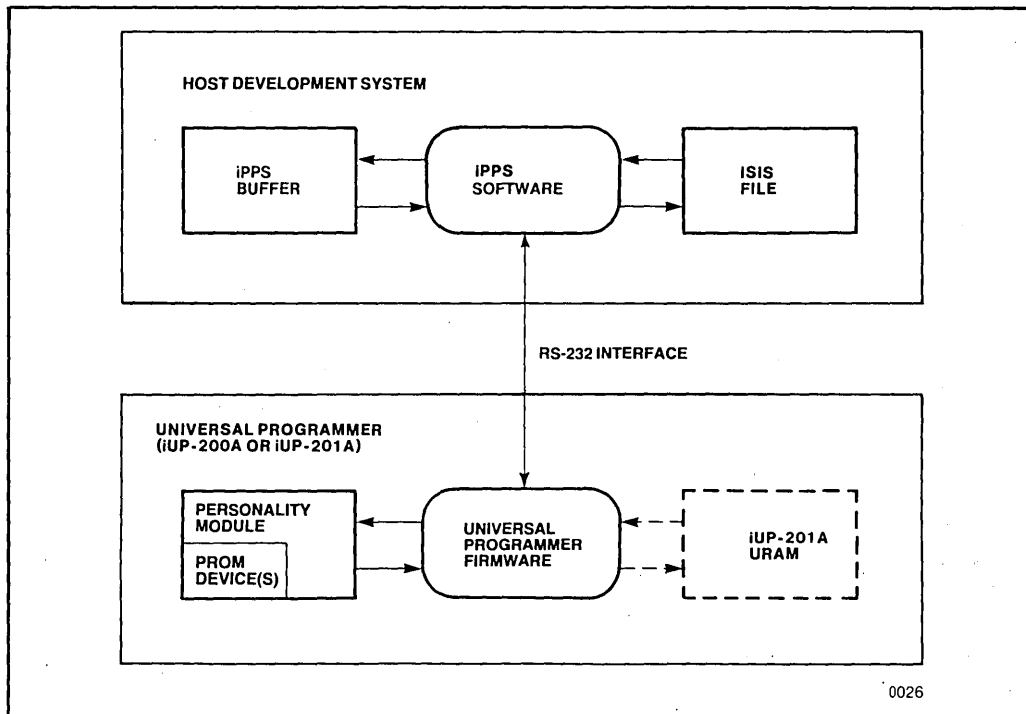 HOST DEVELOPMENT SYSTEM
iPPS
BUFFER
iPPS
SOFTWARE
ISIS
FILE
RS-232 INTERFACE
UNIVERSAL PROGRAMMER
(iUP-200A OR iUP-201A)
PERSONALITY
MODULE
PROM
DEVICE(S)
UNIVERSAL
PROGRAMMER
FIRMWARE
iUP-201A
URAM
0026